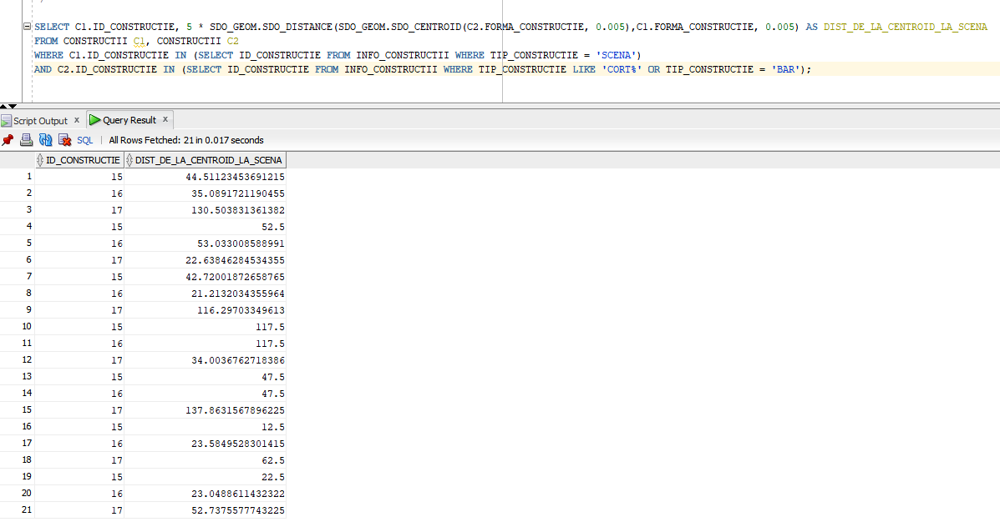 SELECT C1.ID_CONSTRUCTIE, 5 * SDO_GEOM.SDO_DISTANCE(SDO_GEOM.SDO_CENTROID(C2.FORMA_CONSTRUCTIE, 0.005),C1.FORMA_CONSTRUCTIE, 0.005) AS DIST_DE_LA_CENTROID_LA_SCENA
FROM CONSTRUCTII C1, CONSTRUCTII C2
WHERE C1.ID_CONSTRUCTIE IN (SELECT ID_CONSTRUCTIE FROM INFO_CONSTRUCTII WHERE TIP_CONSTRUCTIE = 'SCENA')
AND C2.ID_CONSTRUCTIE IN (SELECT ID_CONSTRUCTIE FROM INFO_CONSTRUCTII WHERE TIP_CONSTRUCTIE LIKE 'CORT%' OR TIP_CONSTRUCTIE = 'BAR');
Script Output x Query Result x
SQL | All Rows Fetched: 21 in 0.017 seconds
ID_CONSTRUCTIE DIST_DE_LA_CENTROID_LA_SCENA
1 15 44.51123453691215
2 16 35.0891721190455
3 17 130.503831361382
4 15 52.5
5 16 53.033008588991
6 17 22.63846284534355
7 15 42.72001872658765
8 16 21.2132034355964
9 17 116.29703349613
10 15 117.5
11 16 117.5
12 17 34.0036762718386
13 15 47.5
14 16 47.5
15 17 137.8631567896225
16 15 12.5
17 16 23.5849528301415
18 17 62.5
19 15 22.5
20 16 23.0488611432322
21 17 52.7375577743225